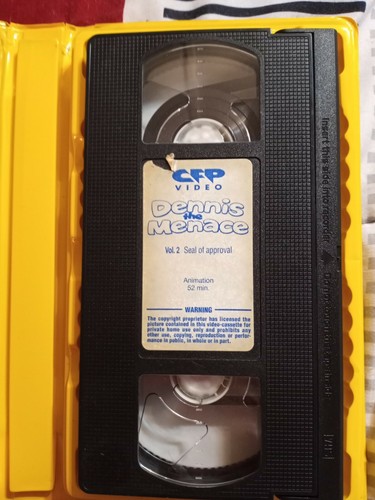 CFP
VIDEO
Dennis
the
Menace
Vol. 2 Seal of approval
Animation
52 min.
WARNING
The copyright proprietor has licensed the
picture contained in this video-cassette for
private home use only and prohibits any
other use, copying, reproduction or perfor-
mance in public, in whole or in part.
Insert this side into recorder
VHS